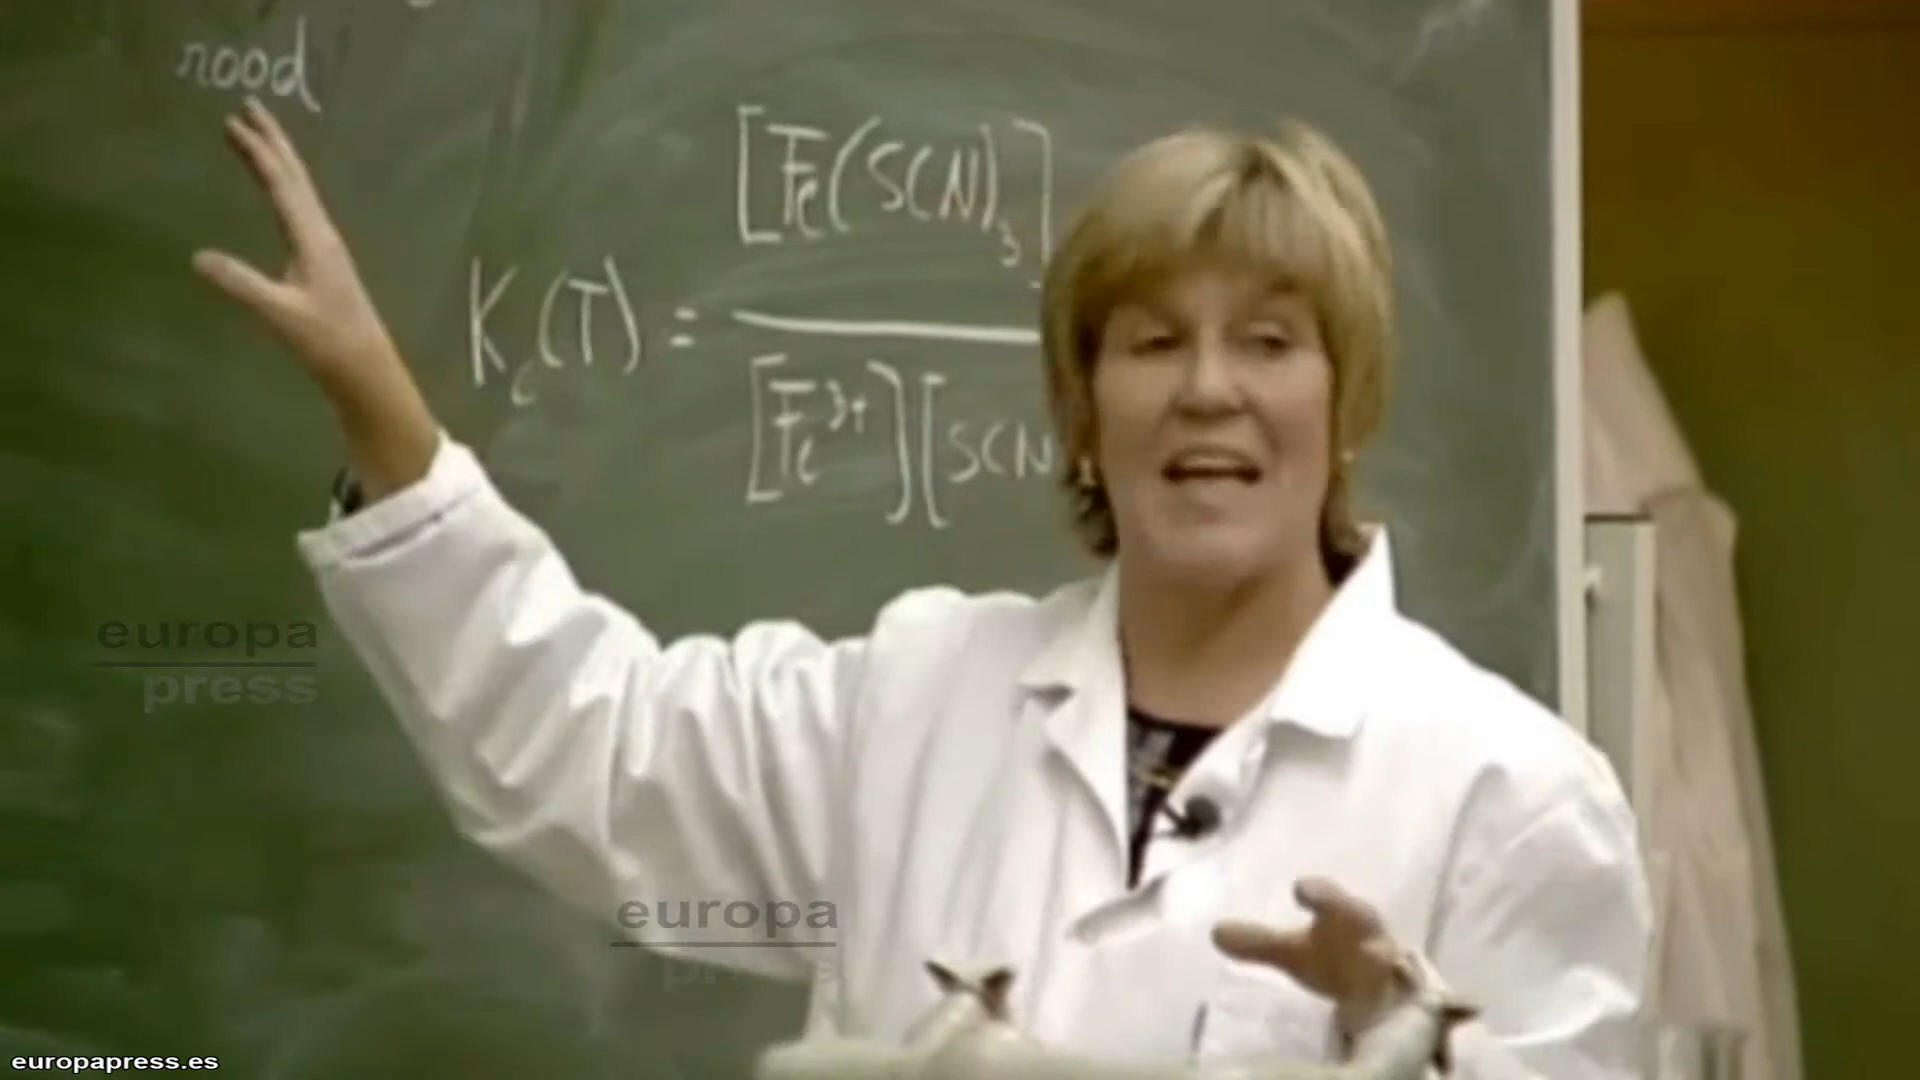 rood
[Fe(SCN)3]
Kc(T) =
[Fe3+][SCN
europa
press
europa
press
europapress.es